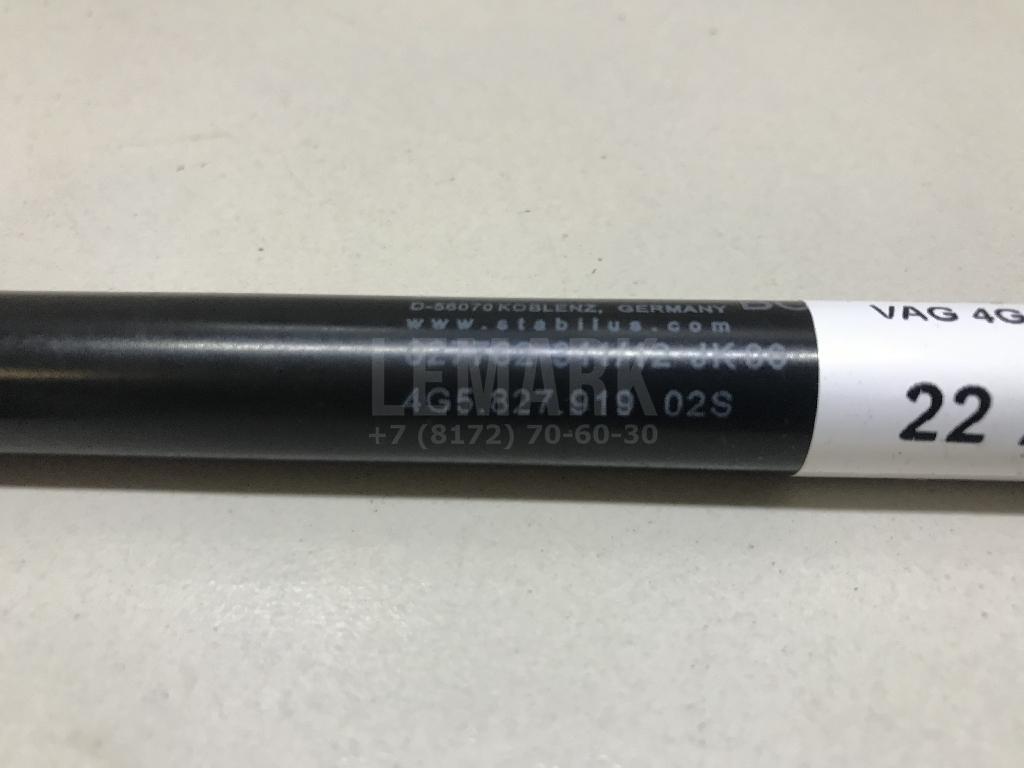 D-56070 KOBLENZ, GERMANY
www.stabilus.com
JK06
4G5.827.919 02S
VAG 4G
22
LEMARK
+7 (8172) 70-60-30